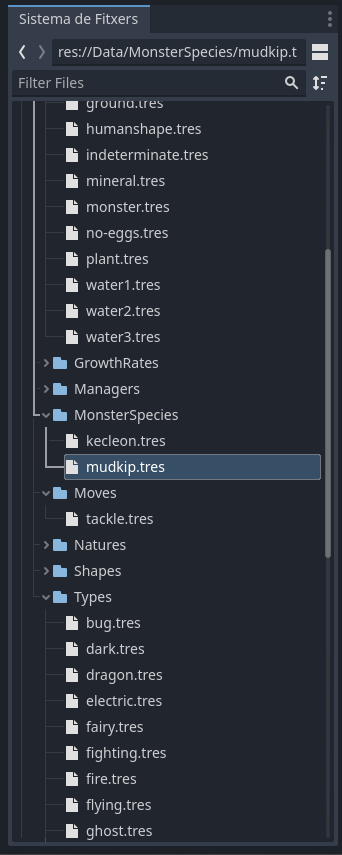 Sistema de Fitxers
res://Data/MonsterSpecies/mudkip.t
Filter Files
ground.tres
humanshape.tres
indeterminate.tres
mineral.tres
monster.tres
no-eggs.tres
plant.tres
water1.tres
water2.tres
water3.tres
GrowthRates
Managers
MonsterSpecies
kecleon.tres
mudkip.tres
Moves
tackle.tres
Natures
Shapes
Types
bug.tres
dark.tres
dragon.tres
electric.tres
fairy.tres
fighting.tres
fire.tres
flying.tres
ghost.tres